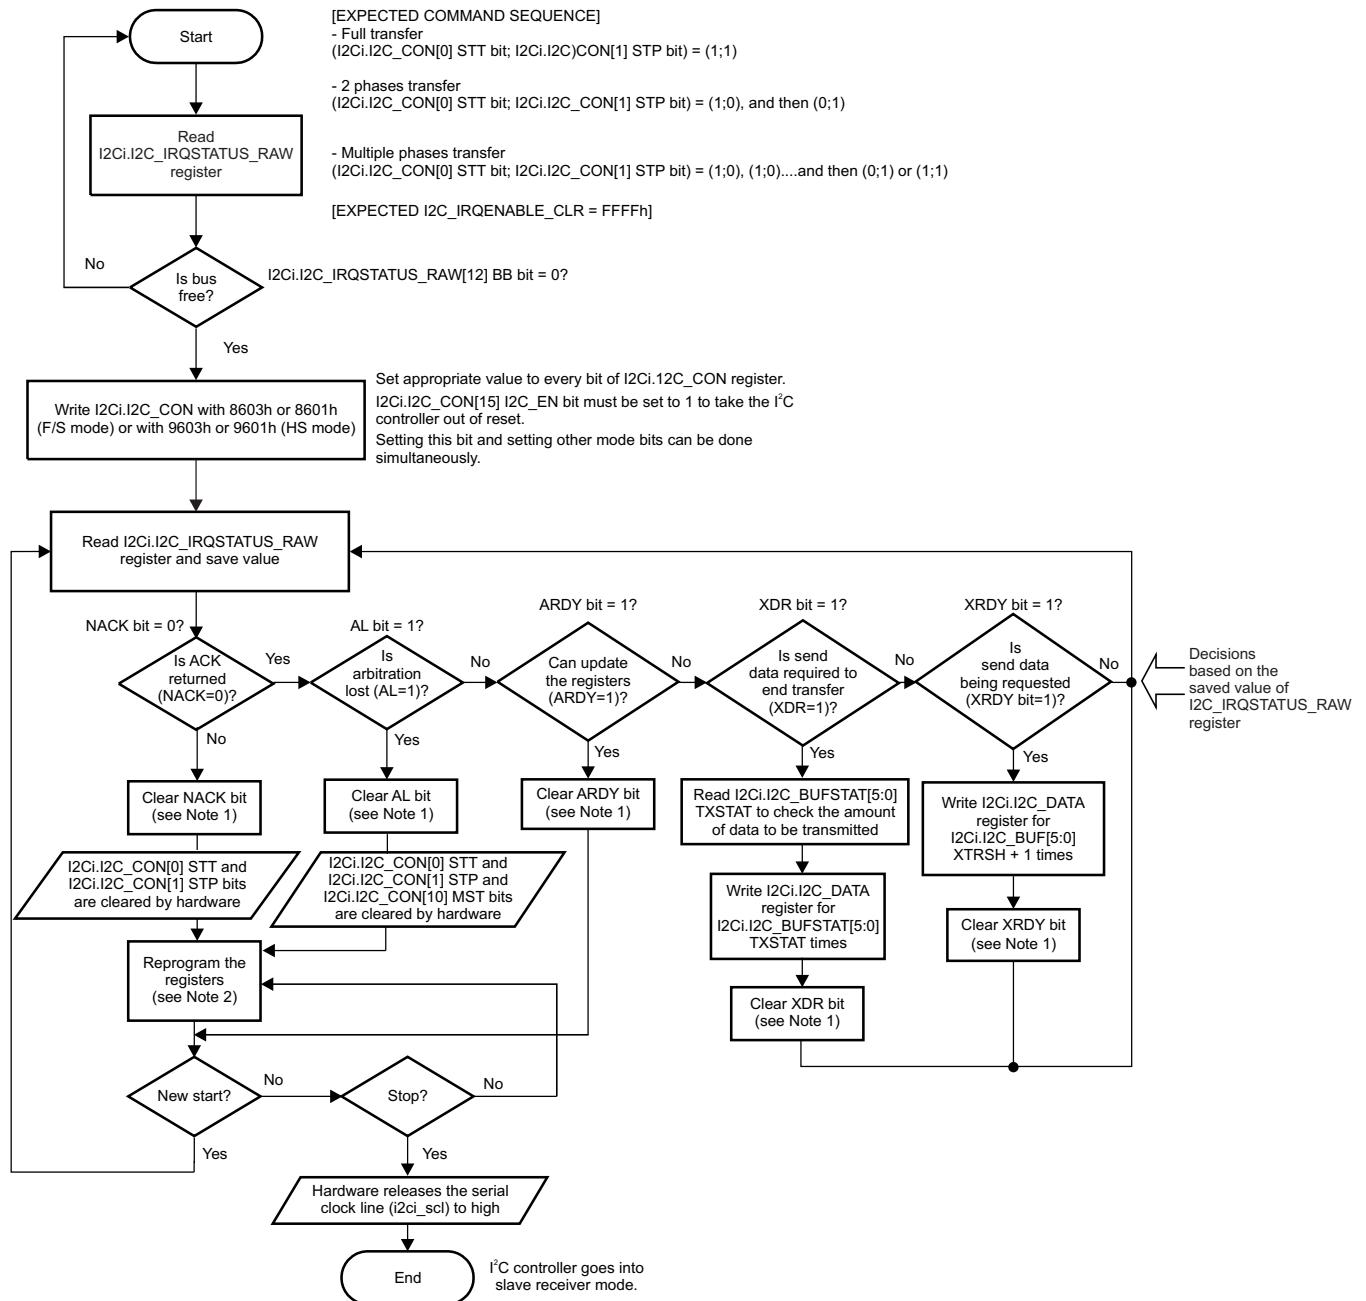 Start
[EXPECTED COMMAND SEQUENCE]
- Full transfer
(I2Ci.I2C_CON[0] STT bit; I2Ci.I2C)CON[1] STP bit) = (1;1)
- 2 phases transfer
(I2Ci.I2C_CON[0] STT bit; I2Ci.I2C_CON[1] STP bit) = (1;0), and then (0;1)
- Multiple phases transfer
(I2Ci.I2C_CON[0] STT bit; I2Ci.I2C_CON[1] STP bit) = (1;0), (1;0)....and then (0;1) or (1;1)
[EXPECTED I2C_IRQENABLE_CLR = FFFFh]
Read
I2Ci.I2C_IRQSTATUS_RAW
register
No
Is bus
free?
I2Ci.I2C_IRQSTATUS_RAW[12] BB bit = 0?
Yes
Write I2Ci.I2C_CON with 8603h or 8601h
(F/S mode) or with 9603h or 9601h (HS mode)
Set appropriate value to every bit of I2Ci.12C_CON register.
I2Ci.I2C_CON[15] I2C_EN bit must be set to 1 to take the I²C
controller out of reset.
Setting this bit and setting other mode bits can be done
simultaneously.
Read I2Ci.I2C_IRQSTATUS_RAW
register and save value
NACK bit = 0?
Is ACK
returned
(NACK=0)?
Yes
No
AL bit = 1?
Is
arbitration
lost (AL=1)?
No
Yes
ARDY bit = 1?
Can update
the registers
(ARDY=1)?
No
Yes
XDR bit = 1?
Is send
data required to
end transfer
(XDR=1)?
No
Yes
XRDY bit = 1?
Is
send data
being requested
(XRDY bit=1)?
No
Yes
Decisions
based on the
saved value of
I2C_IRQSTATUS_RAW
register
Clear NACK bit
(see Note 1)
Clear AL bit
(see Note 1)
Clear ARDY bit
(see Note 1)
Read I2Ci.I2C_BUFSTAT[5:0]
TXSTAT to check the amount
of data to be transmitted
Write I2Ci.I2C_DATA
register for
I2Ci.I2C_BUF[5:0]
XTRSH + 1 times
I2Ci.I2C_CON[0] STT and
I2Ci.I2C_CON[1] STP bits
are cleared by hardware
I2Ci.I2C_CON[0] STT and
I2Ci.I2C_CON[1] STP and
I2Ci.I2C_CON[10] MST bits
are cleared by hardware
Write I2Ci.I2C_DATA
register for
I2Ci.I2C_BUFSTAT[5:0]
TXSTAT times
Clear XRDY bit
(see Note 1)
Reprogram the
registers
(see Note 2)
Clear XDR bit
(see Note 1)
New start?
No
Yes
Stop?
No
Yes
Hardware releases the serial
clock line (i2ci_scl) to high
End
I²C controller goes into
slave receiver mode.